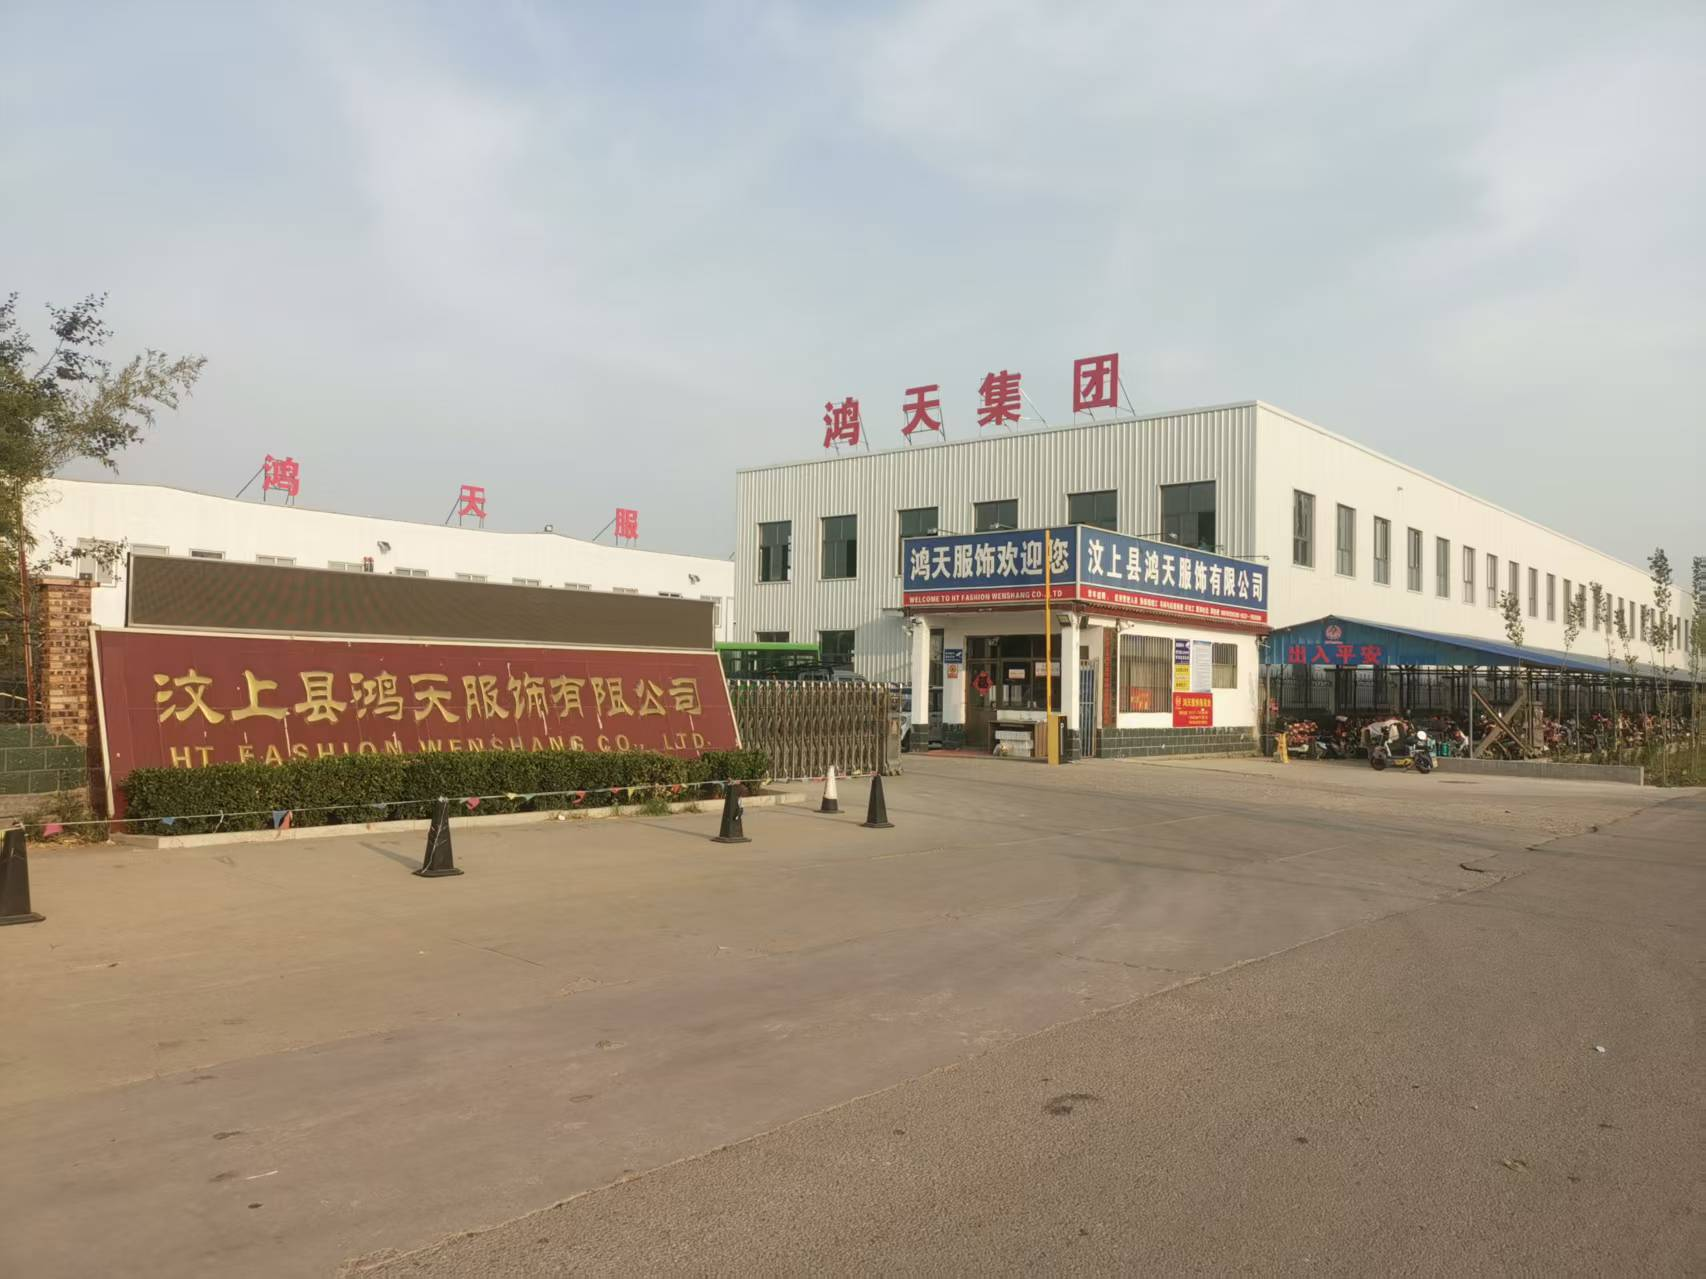 鸿天集团
鸿天服
鸿天服饰欢迎您
WELCOME TO HT FASHION WENSHANG CO.,LTD
汶上县鸿天服饰有限公司
出入平安
汶上县鸿天服饰有限公司
HT FASHION WENSHANG CO., LTD.